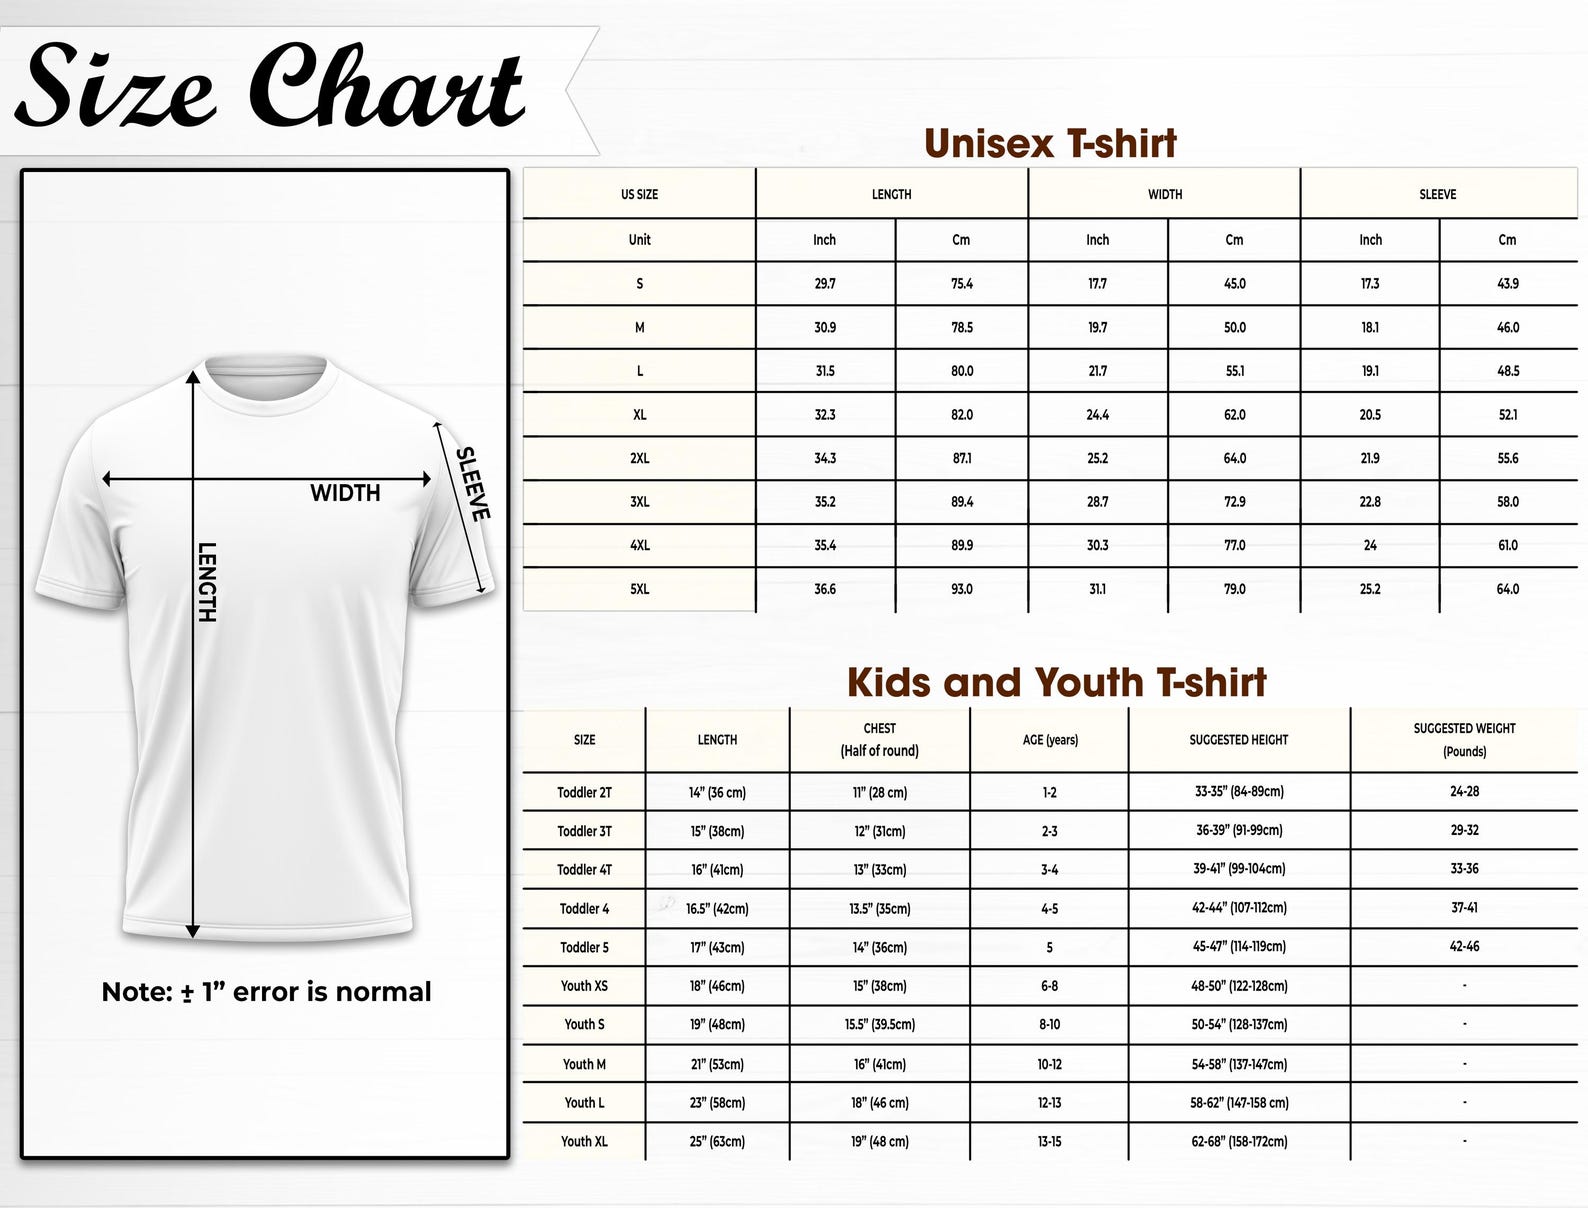 Size Chart
Unisex T-shirt
US SIZE LENGTH WIDTH SLEEVE
Unit Inch Cm Inch Cm Inch Cm
S 29.7 75.4 17.7 45.0 17.3 43.9
M 30.9 78.5 19.7 50.0 18.1 46.0
L 31.5 80.0 21.7 55.1 19.1 48.5
XL 32.3 82.0 24.4 62.0 20.5 52.1
2XL 34.3 87.1 25.2 64.0 21.9 55.6
3XL 35.2 89.4 28.7 72.9 22.8 58.0
4XL 35.4 89.9 30.3 77.0 24 61.0
5XL 36.6 93.0 31.1 79.0 25.2 64.0
WIDTH
SLEEVE
LENGTH
Note: ± 1” error is normal
Kids and Youth T-shirt
SIZE LENGTH CHEST (Half of round) AGE (years) SUGGESTED HEIGHT SUGGESTED WEIGHT (Pounds)
Toddler 2T 14” (36 cm) 11” (28 cm) 1-2 33-35” (84-89cm) 24-28
Toddler 3T 15” (38cm) 12” (31cm) 2-3 36-39” (91-99cm) 29-32
Toddler 4T 16” (41cm) 13” (33cm) 3-4 39-41” (99-104cm) 33-36
Toddler 4 16.5” (42cm) 13.5” (35cm) 4-5 42-44” (107-112cm) 37-41
Toddler 5 17” (43cm) 14” (36cm) 5 45-47” (114-119cm) 42-46
Youth XS 18” (46cm) 15” (38cm) 6-8 48-50” (122-128cm) -
Youth S 19” (48cm) 15.5” (39.5cm) 8-10 50-54” (128-137cm) -
Youth M 21” (53cm) 16” (41cm) 10-12 54-58” (137-147cm) -
Youth L 23” (58cm) 18” (46 cm) 12-13 58-62” (147-158 cm) -
Youth XL 25” (63cm) 19” (48 cm) 13-15 62-68” (158-172cm) -